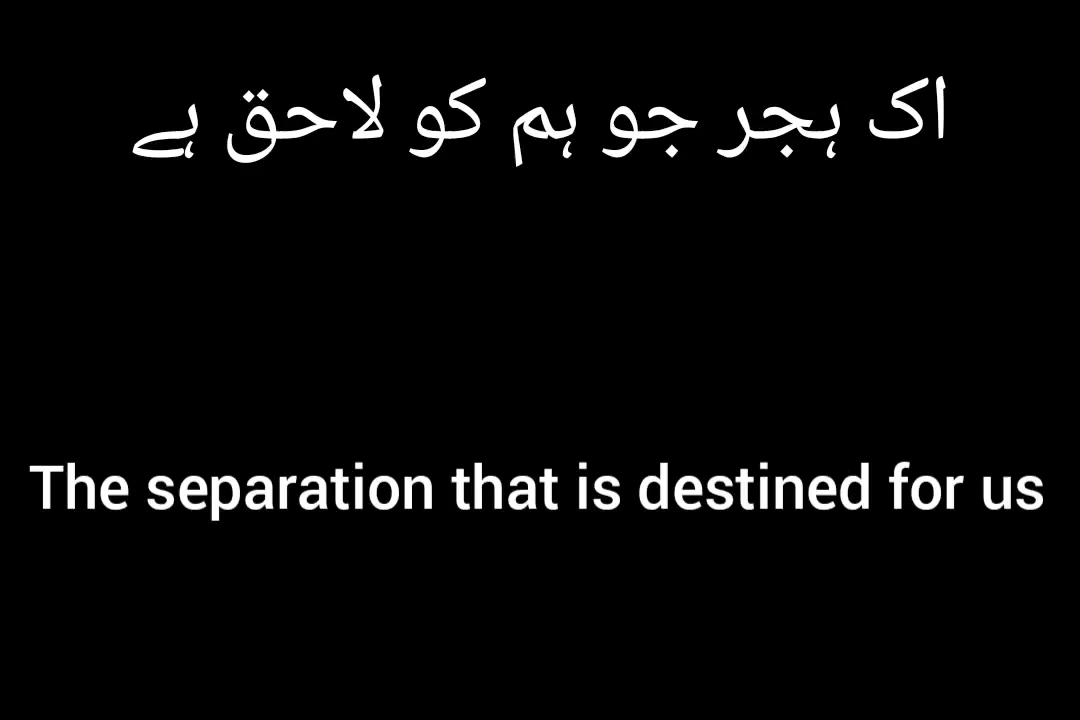 اک ہجر جو ہم کو لاحق ہے
The separation that is destined for us